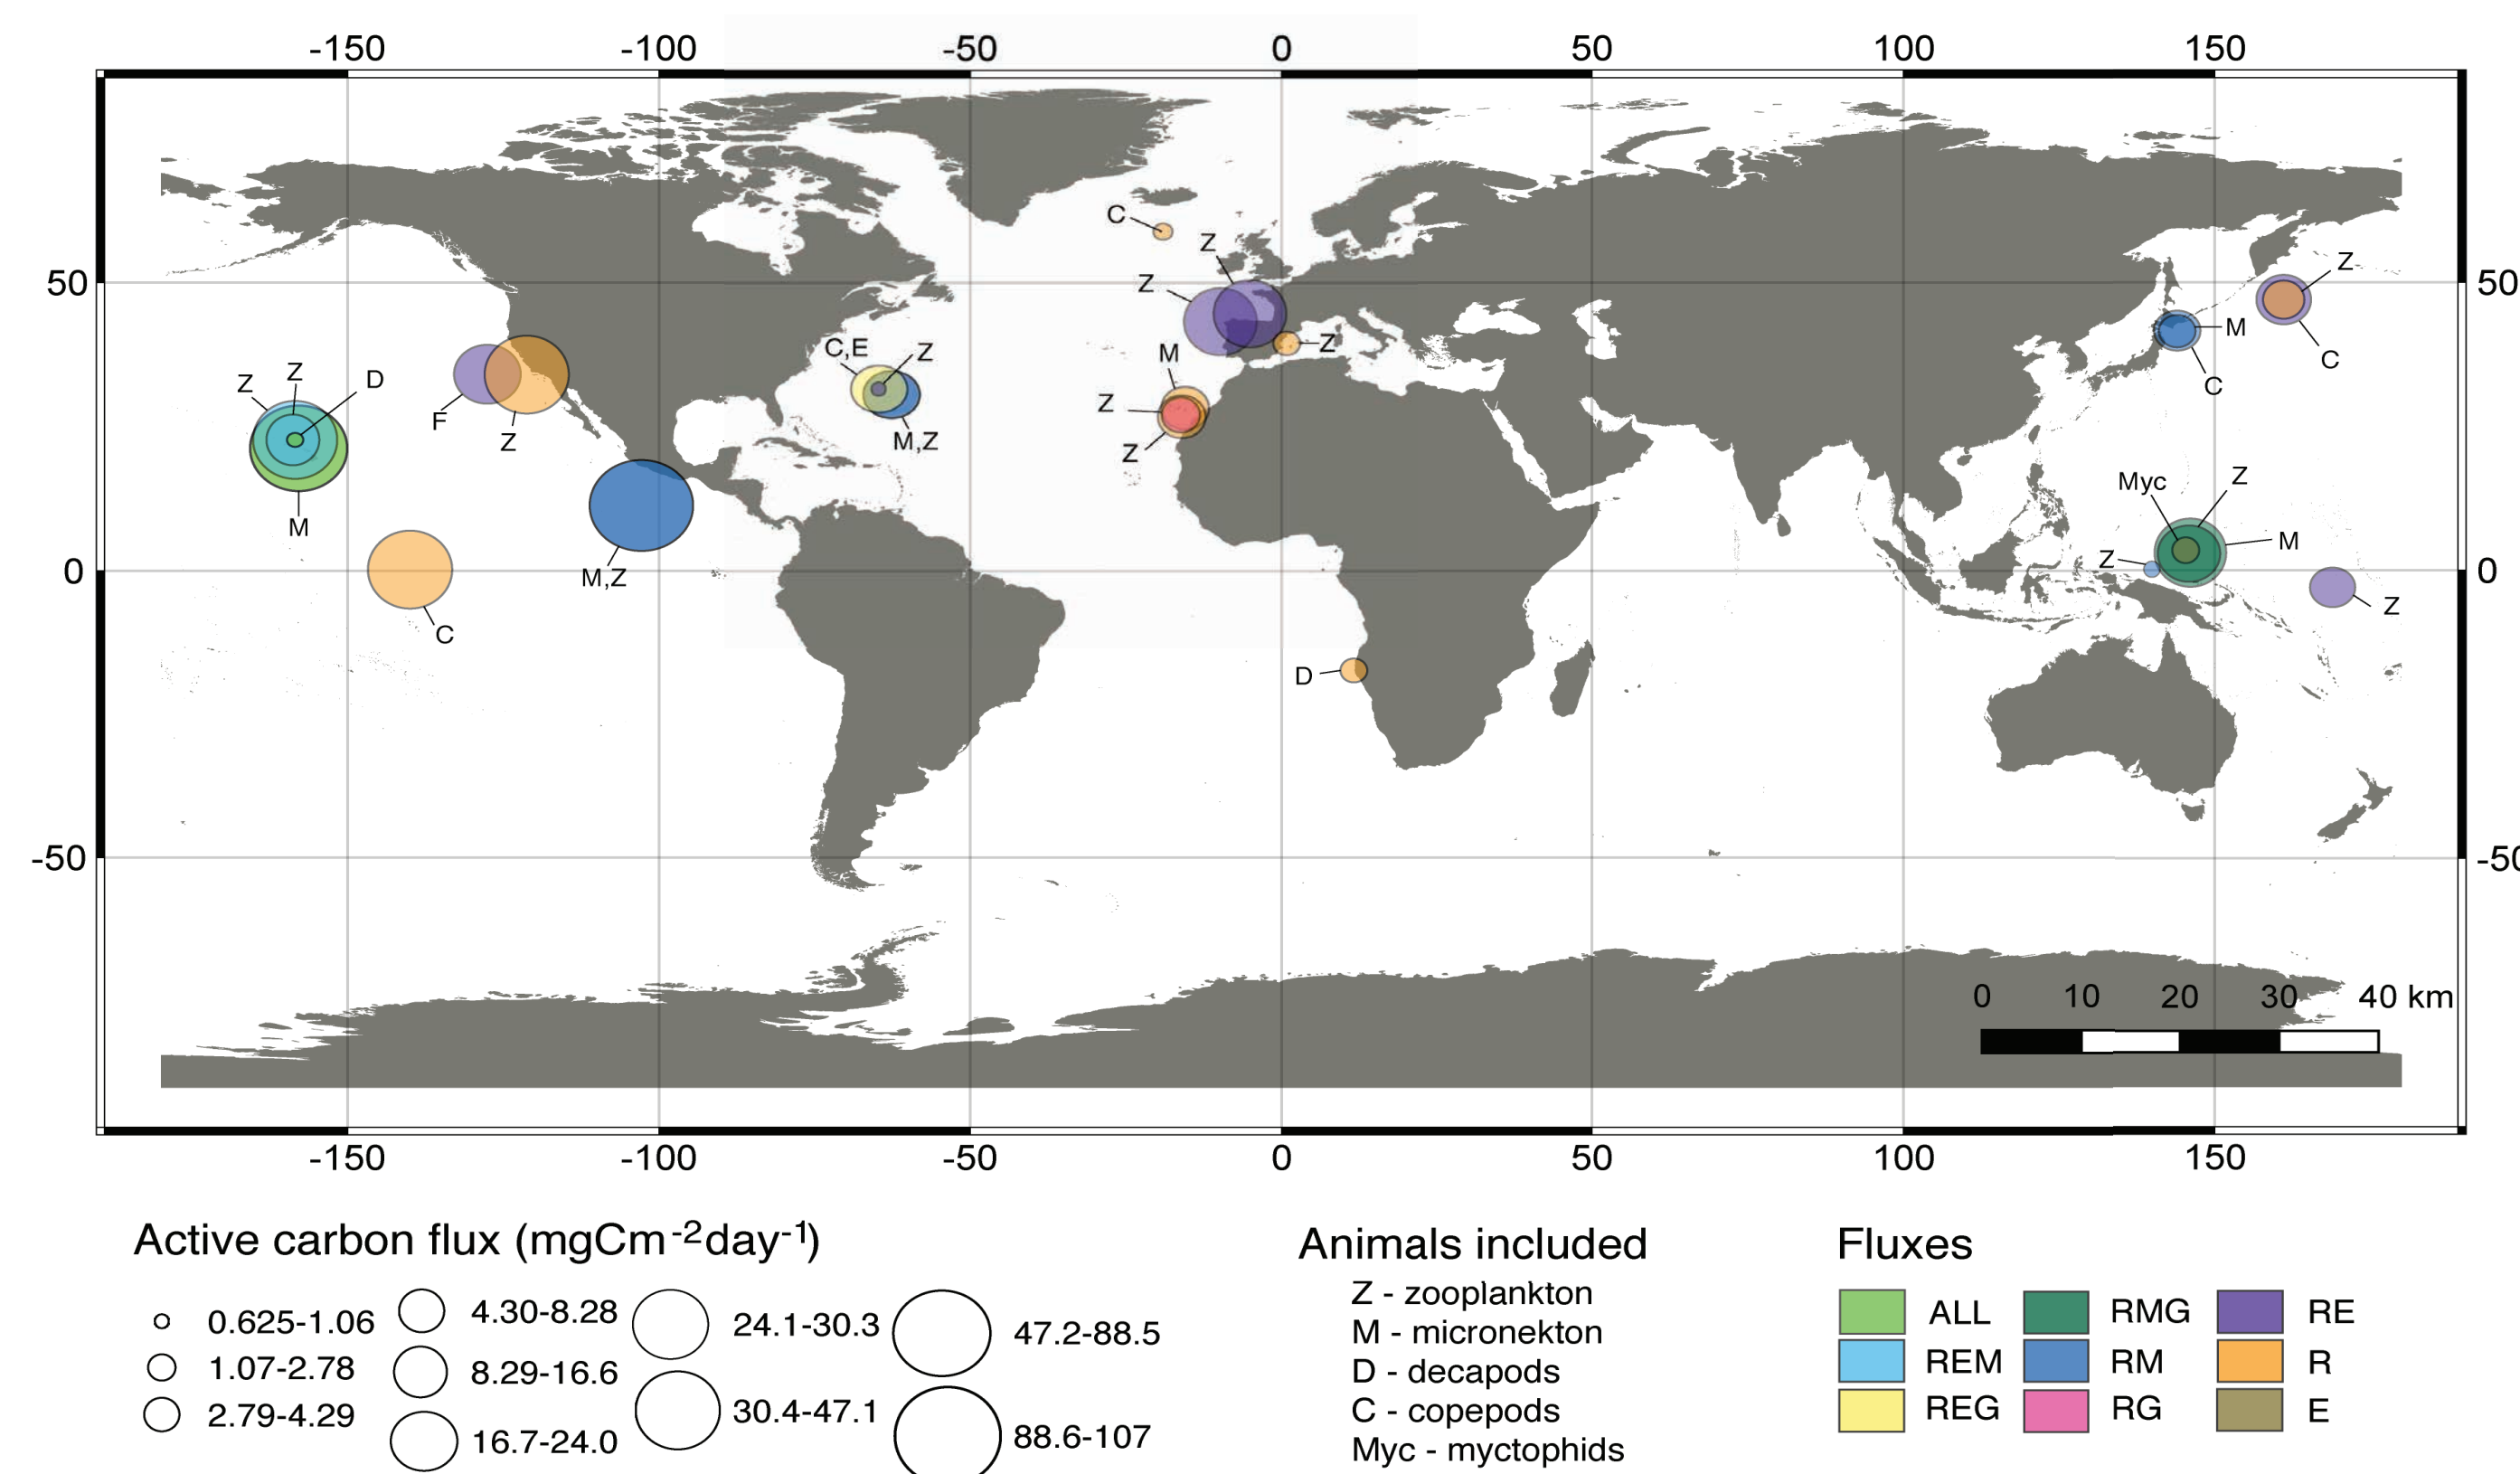 -150 -100 -50 0 50 100 150
C
Z
50 Z Z 50
C,E Z M Z M
Z Z D F Z C C
Z M,Z Z
M Myc Z
M
0 M,Z Z 0
C Z
D
-50 -50
0 10 20 30 40 km
-150 -100 -50 0 50 100 150
Active carbon flux (mgCm-2day-1)
0.625-1.06
1.07-2.78
2.79-4.29
4.30-8.28
8.29-16.6
16.7-24.0
24.1-30.3
30.4-47.1
47.2-88.5
88.6-107
Animals included
Z - zooplankton
M - micronekton
D - decapods
C - copepods
Myc - myctophids
Fluxes
ALL RMG RE
REM RM R
REG RG E